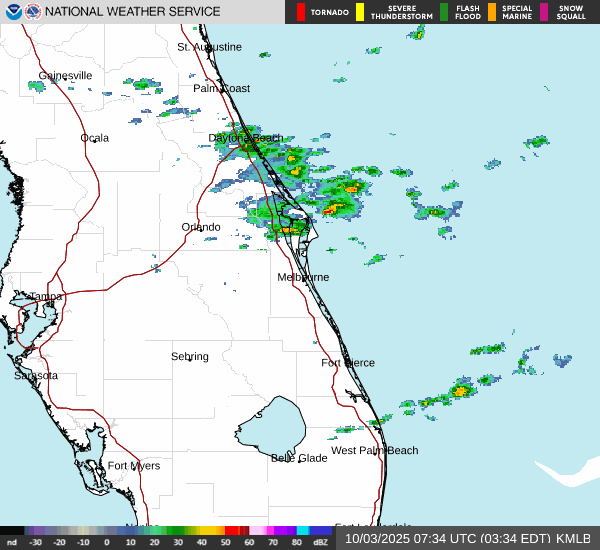 NATIONAL WEATHER SERVICE
TORNADO
SEVERE THUNDERSTORM
FLASH FLOOD
SPECIAL MARINE
SNOW SQUALL
St. Augustine
Gainesville
Palm Coast
Ocala
Daytona Beach
Orlando
Melbourne
Tampa
Sebring
Fort Pierce
Sarasota
West Palm Beach
Belle Glade
Fort Myers
nd -30 -20 -10 0 10 20 30 40 50 60 70 80 dBZ
10/03/2025 07:34 UTC (03:34 EDT) KMLB